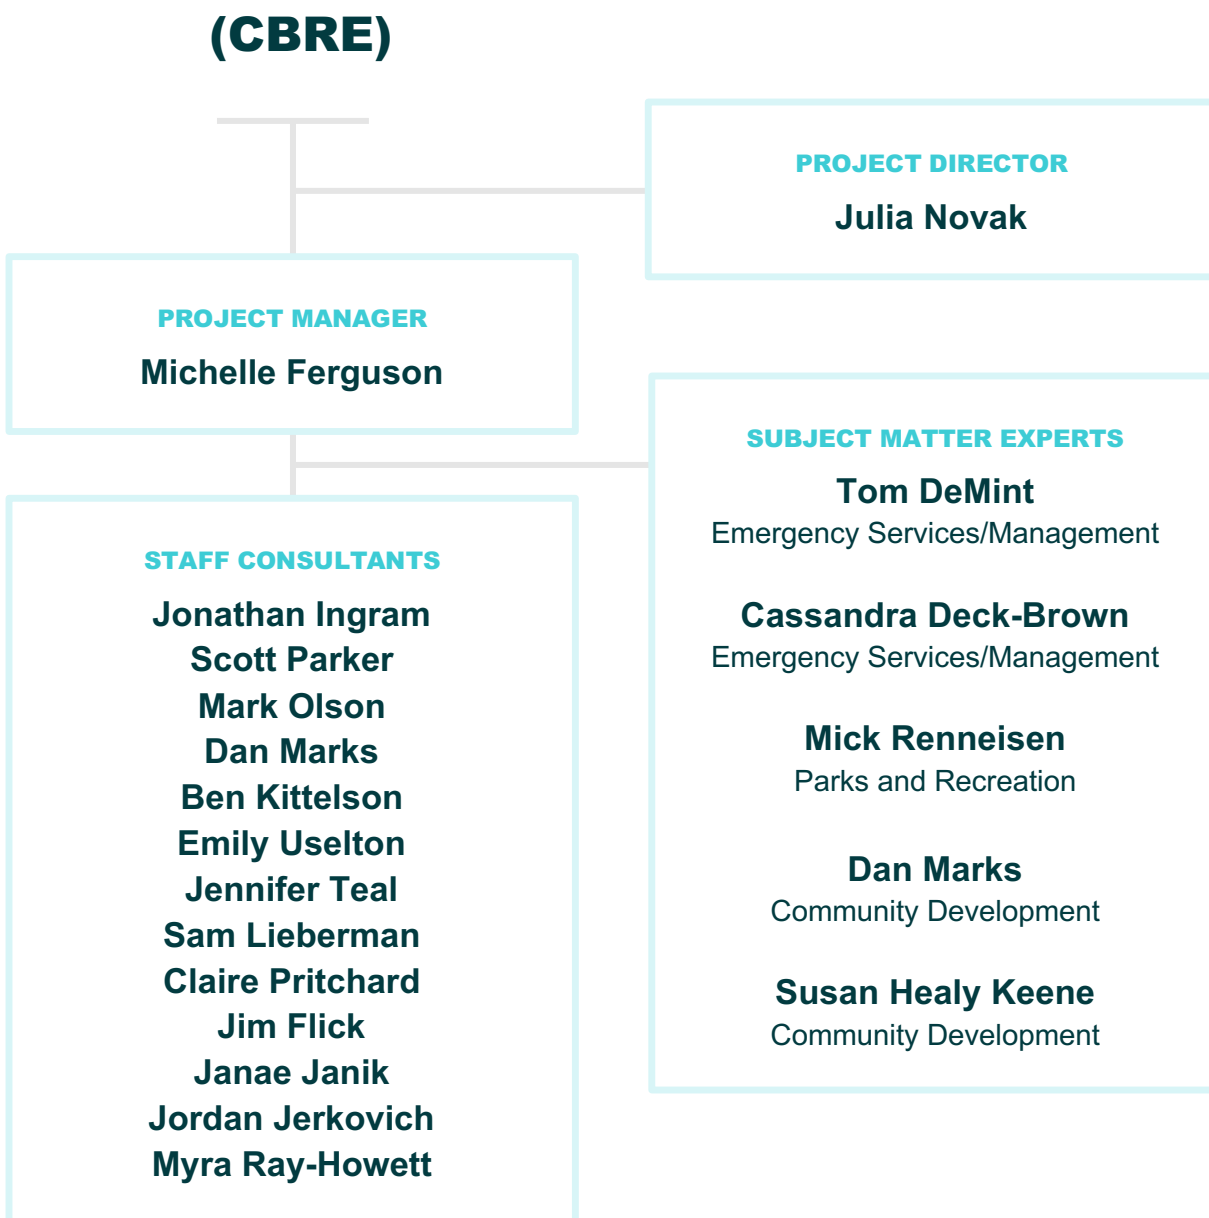 (CBRE)
PROJECT DIRECTOR
Julia Novak
PROJECT MANAGER
Michelle Ferguson
SUBJECT MATTER EXPERTS
Tom DeMint
Emergency Services/Management
Cassandra Deck-Brown
Emergency Services/Management
Mick Renneisen
Parks and Recreation
Dan Marks
Community Development
Susan Healy Keene
Community Development
STAFF CONSULTANTS
Jonathan Ingram
Scott Parker
Mark Olson
Dan Marks
Ben Kittelson
Emily Uselton
Jennifer Teal
Sam Lieberman
Claire Pritchard
Jim Flick
Janae Janik
Jordan Jerkovich
Myra Ray-Howett